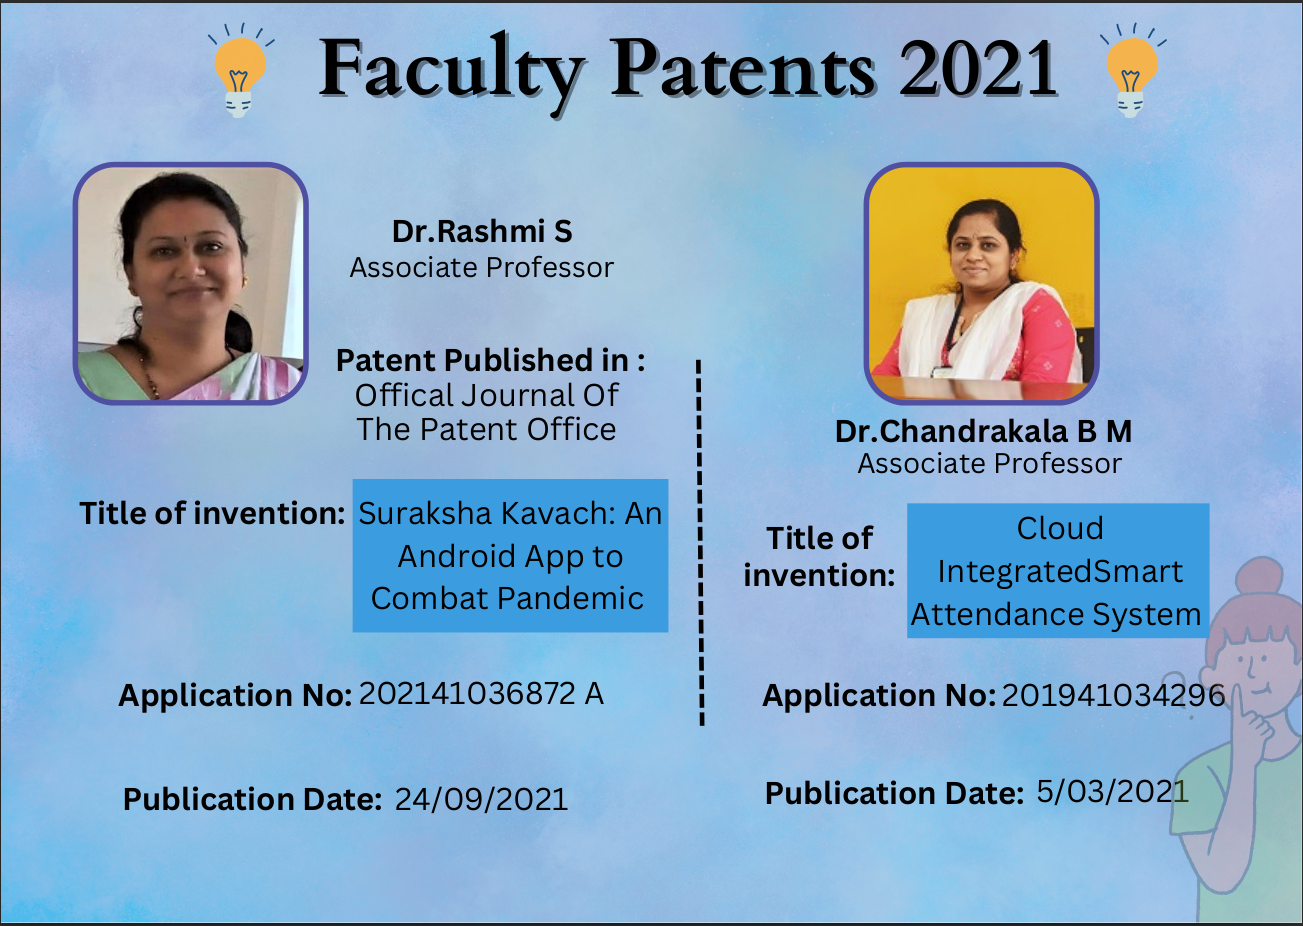 Faculty Patents 2021
Dr.Rashmi S
Associate Professor
Patent Published in :
Offical Journal Of
The Patent Office
Title of invention:
Suraksha Kavach: An
Android App to
Combat Pandemic
Application No: 202141036872 A
Publication Date: 24/09/2021
Dr.Chandrakala B M
Associate Professor
Title of
invention:
Cloud
IntegratedSmart
Attendance System
Application No: 201941034296
Publication Date: 5/03/2021